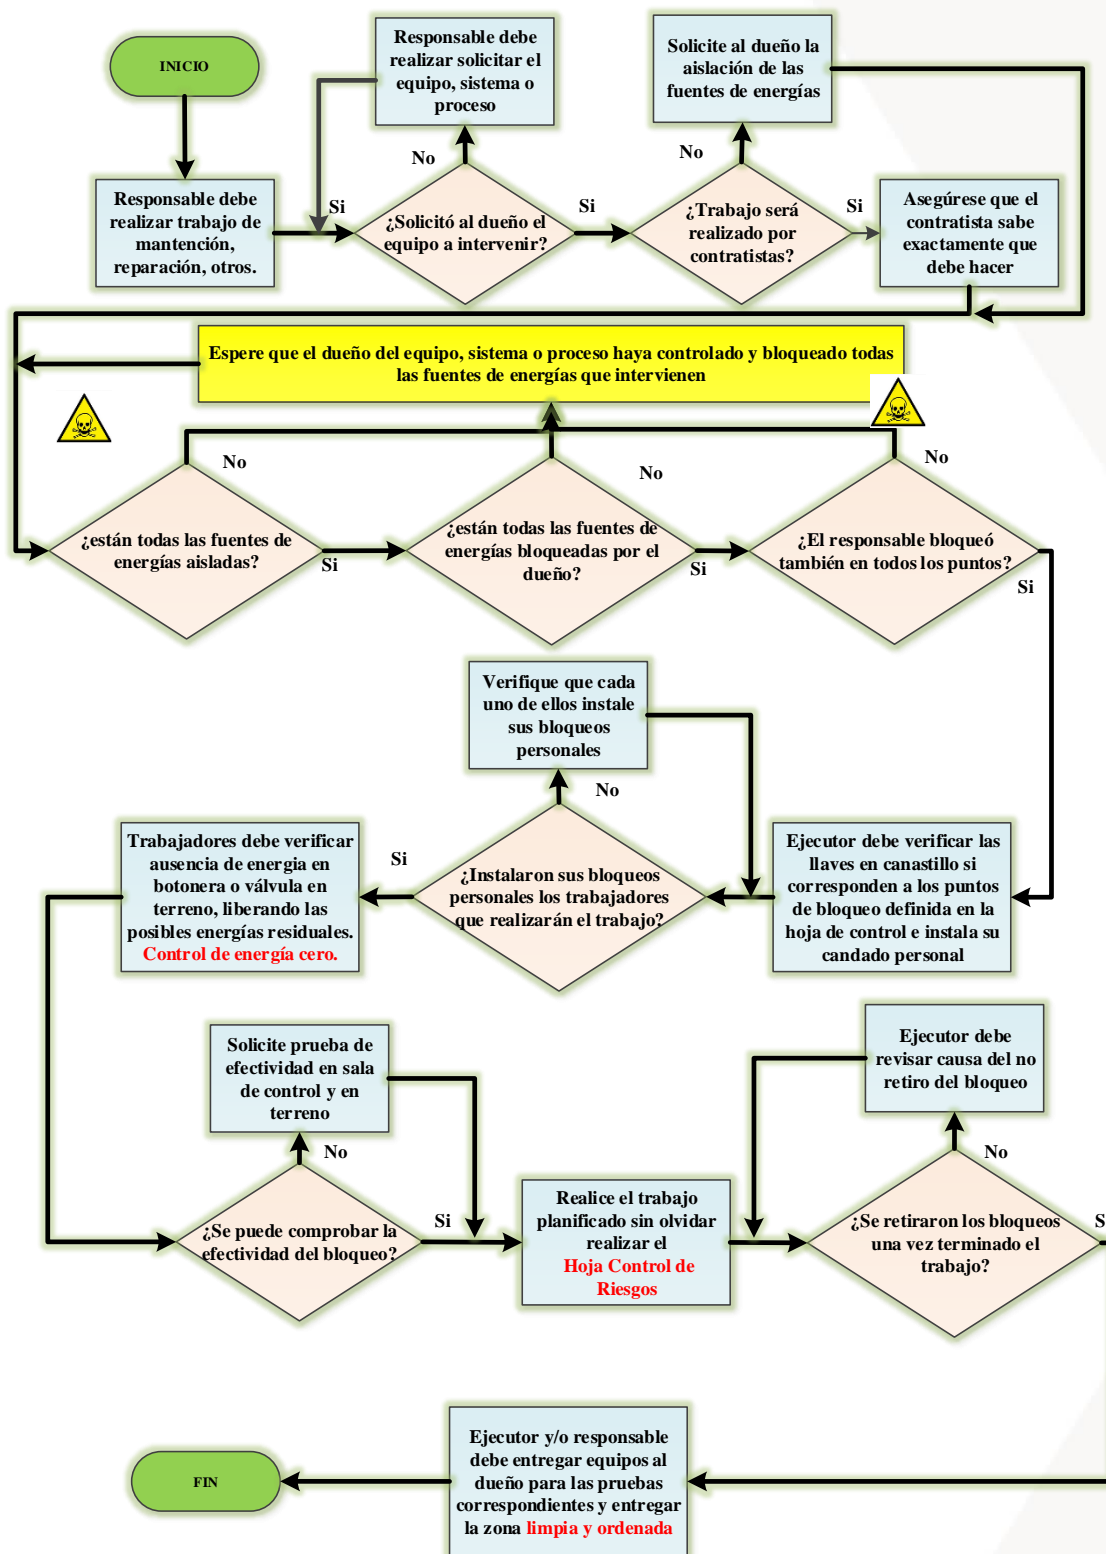 INICIO
Responsable debe
realizar solicitar el
equipo, sistema o
proceso
Solicite al dueño la
aislación de las
fuentes de energías
No
No
Responsable debe
realizar trabajo de
mantención,
reparación, otros.
Si
¿Solicitó al dueño el
equipo a intervenir?
Si
¿Trabajo será
realizado por
contratistas?
Si
Asegúrese que el
contratista sabe
exactamente que
debe hacer
Espere que el dueño del equipo, sistema o proceso haya controlado y bloqueado todas
las fuentes de energías que intervienen
No
No
No
¿están todas las fuentes de
energías aisladas?
Si
¿están todas las fuentes de
energías bloqueadas por el
dueño?
Si
¿El responsable bloqueó
también en todos los puntos?
Si
Verifique que cada
uno de ellos instale
sus bloqueos
personales
No
Trabajadores debe verificar
ausencia de energia en
botonera o válvula en
terreno, liberando las
posibles energías residuales.
Control de energía cero.
Si
¿Instalaron sus bloqueos
personales los trabajadores
que realizarán el trabajo?
Ejecutor debe verificar las
llaves en canastillo si
corresponden a los puntos
de bloqueo definida en la
hoja de control e instala su
candado personal
Solicite prueba de
efectividad en sala
de control y en
terreno
No
Ejecutor debe
revisar causa del no
retiro del bloqueo
No
¿Se puede comprobar la
efectividad del bloqueo?
Si
Realice el trabajo
planificado sin olvidar
realizar el
Hoja Control de
Riesgos
¿Se retiraron los bloqueos
una vez terminado el
trabajo?
S
FIN
Ejecutor y/o responsable
debe entregar equipos al
dueño para las pruebas
correspondientes y entregar
la zona limpia y ordenada